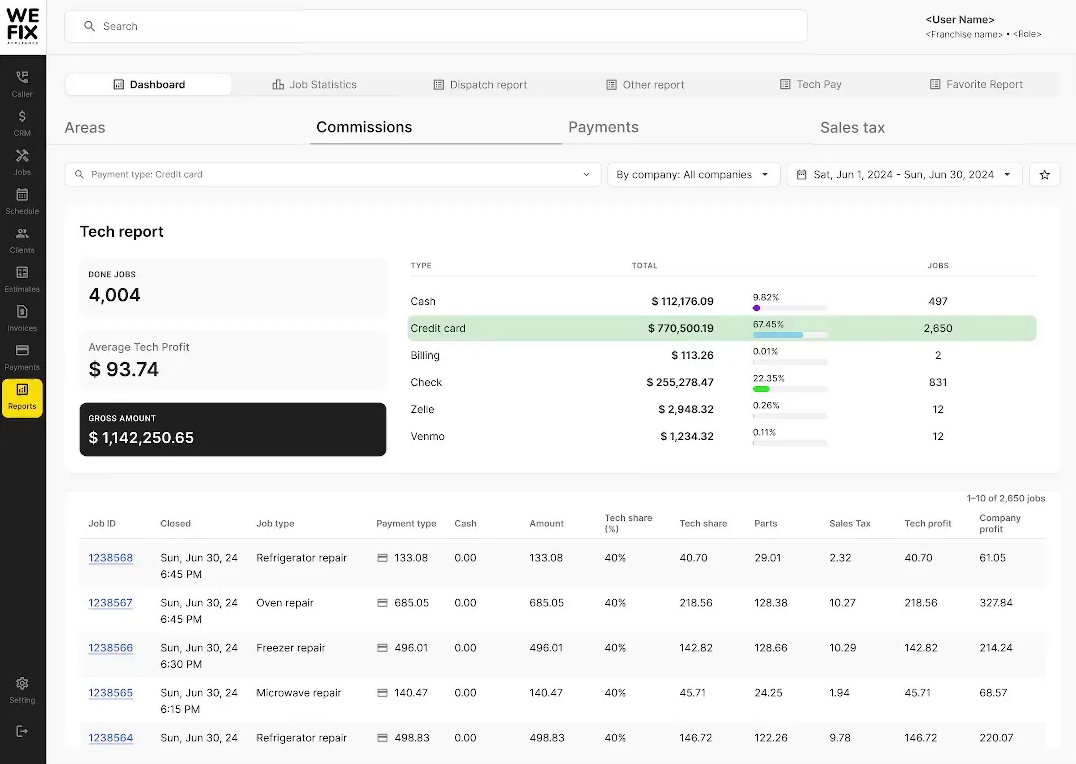 WE
FIX
APPLIANCE
Search
<User Name>
<Franchise name> • <Role>
Caller
CRM
Jobs
Schedule
Clients
Estimates
Invoices
Payments
Reports
Setting
Dashboard Job Statistics Dispatch report Other report Tech Pay Favorite Report
Areas Commissions Payments Sales tax
Payment type: Credit card By company: All companies Sat, Jun 1, 2024 - Sun, Jun 30, 2024
Tech report
DONE JOBS
4,004
Average Tech Profit
$ 93.74
GROSS AMOUNT
$ 1,142,250.65
TYPE TOTAL JOBS
Cash $ 112,176.09 9.82% 497
Credit card $ 770,500.19 67.45% 2,650
Billing $ 113.26 0.01% 2
Check $ 255,278.47 22.35% 831
Zelle $ 2,948.32 0.26% 12
Venmo $ 1,234.32 0.11% 12
1–10 of 2,650 jobs
Job ID Closed Job type Payment type Cash Amount Tech share (%) Tech share Parts Sales Tax Tech profit Company profit
1238568 Sun, Jun 30, 24 Refrigerator repair 133.08 0.00 133.08 40% 40.70 29.01 2.32 40.70 61.05
6:45 PM
1238567 Sun, Jun 30, 24 Oven repair 685.05 0.00 685.05 40% 218.56 128.38 10.27 218.56 327.84
6:45 PM
1238566 Sun, Jun 30, 24 Freezer repair 496.01 0.00 496.01 40% 142.82 128.66 10.29 142.82 214.24
6:30 PM
1238565 Sun, Jun 30, 24 Microwave repair 140.47 0.00 140.47 40% 45.71 24.25 1.94 45.71 68.57
6:15 PM
1238564 Sun, Jun 30, 24 Refrigerator repair 498.83 0.00 498.83 40% 146.72 122.26 9.78 146.72 220.07